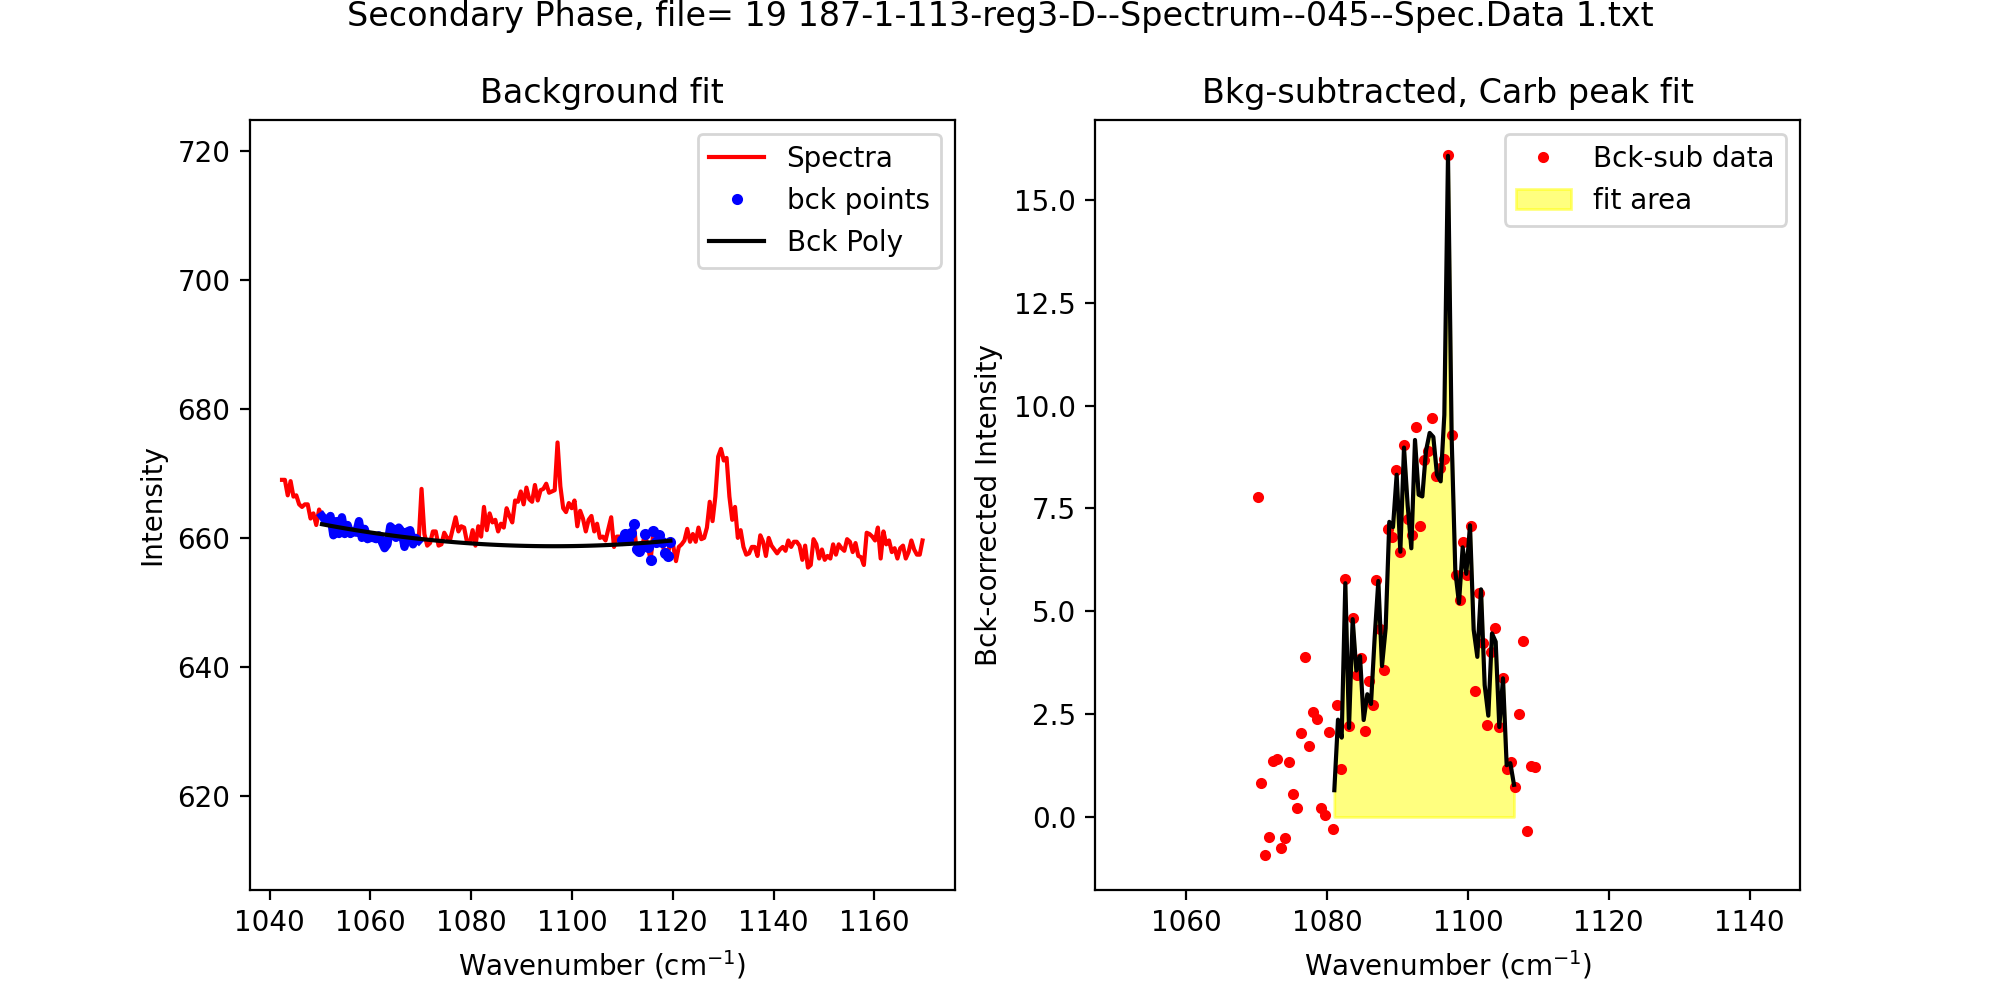 Secondary Phase, file= 19 187-1-113-reg3-D--Spectrum--045--Spec.Data 1.txt
Background fit
Spectra
bck points
Bck Poly
Intensity
720
700
680
660
640
620
1040 1060 1080 1100 1120 1140 1160
Wavenumber (cm⁻¹)
Bkg-subtracted, Carb peak fit
Bck-sub data
fit area
Bck-corrected Intensity
15.0
12.5
10.0
7.5
5.0
2.5
0.0
1060 1080 1100 1120 1140
Wavenumber (cm⁻¹)